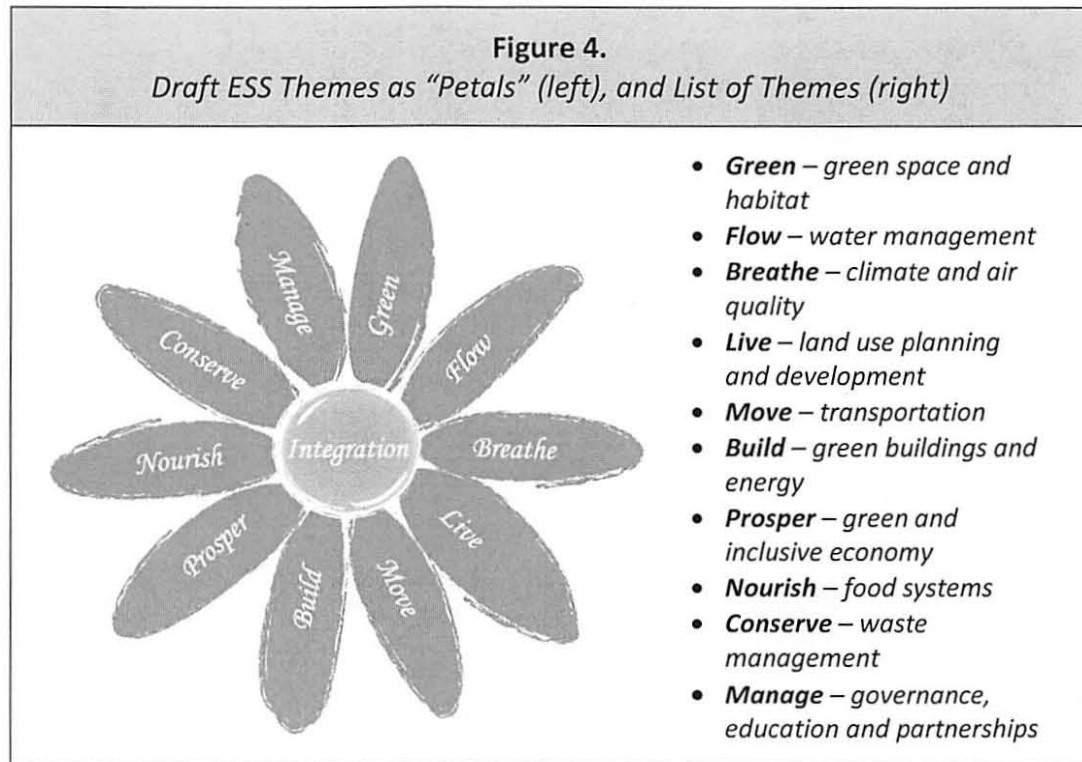 Figure 4.
Draft ESS Themes as “Petals” (left), and List of Themes (right)
Manage
Green
Conserve
Flow
Nourish
Integration
Breathe
Prosper
Live
Build
Move
• Green – green space and
habitat
• Flow – water management
• Breathe – climate and air
quality
• Live – land use planning
and development
• Move – transportation
• Build – green buildings and
energy
• Prosper – green and
inclusive economy
• Nourish – food systems
• Conserve – waste
management
• Manage – governance,
education and partnerships